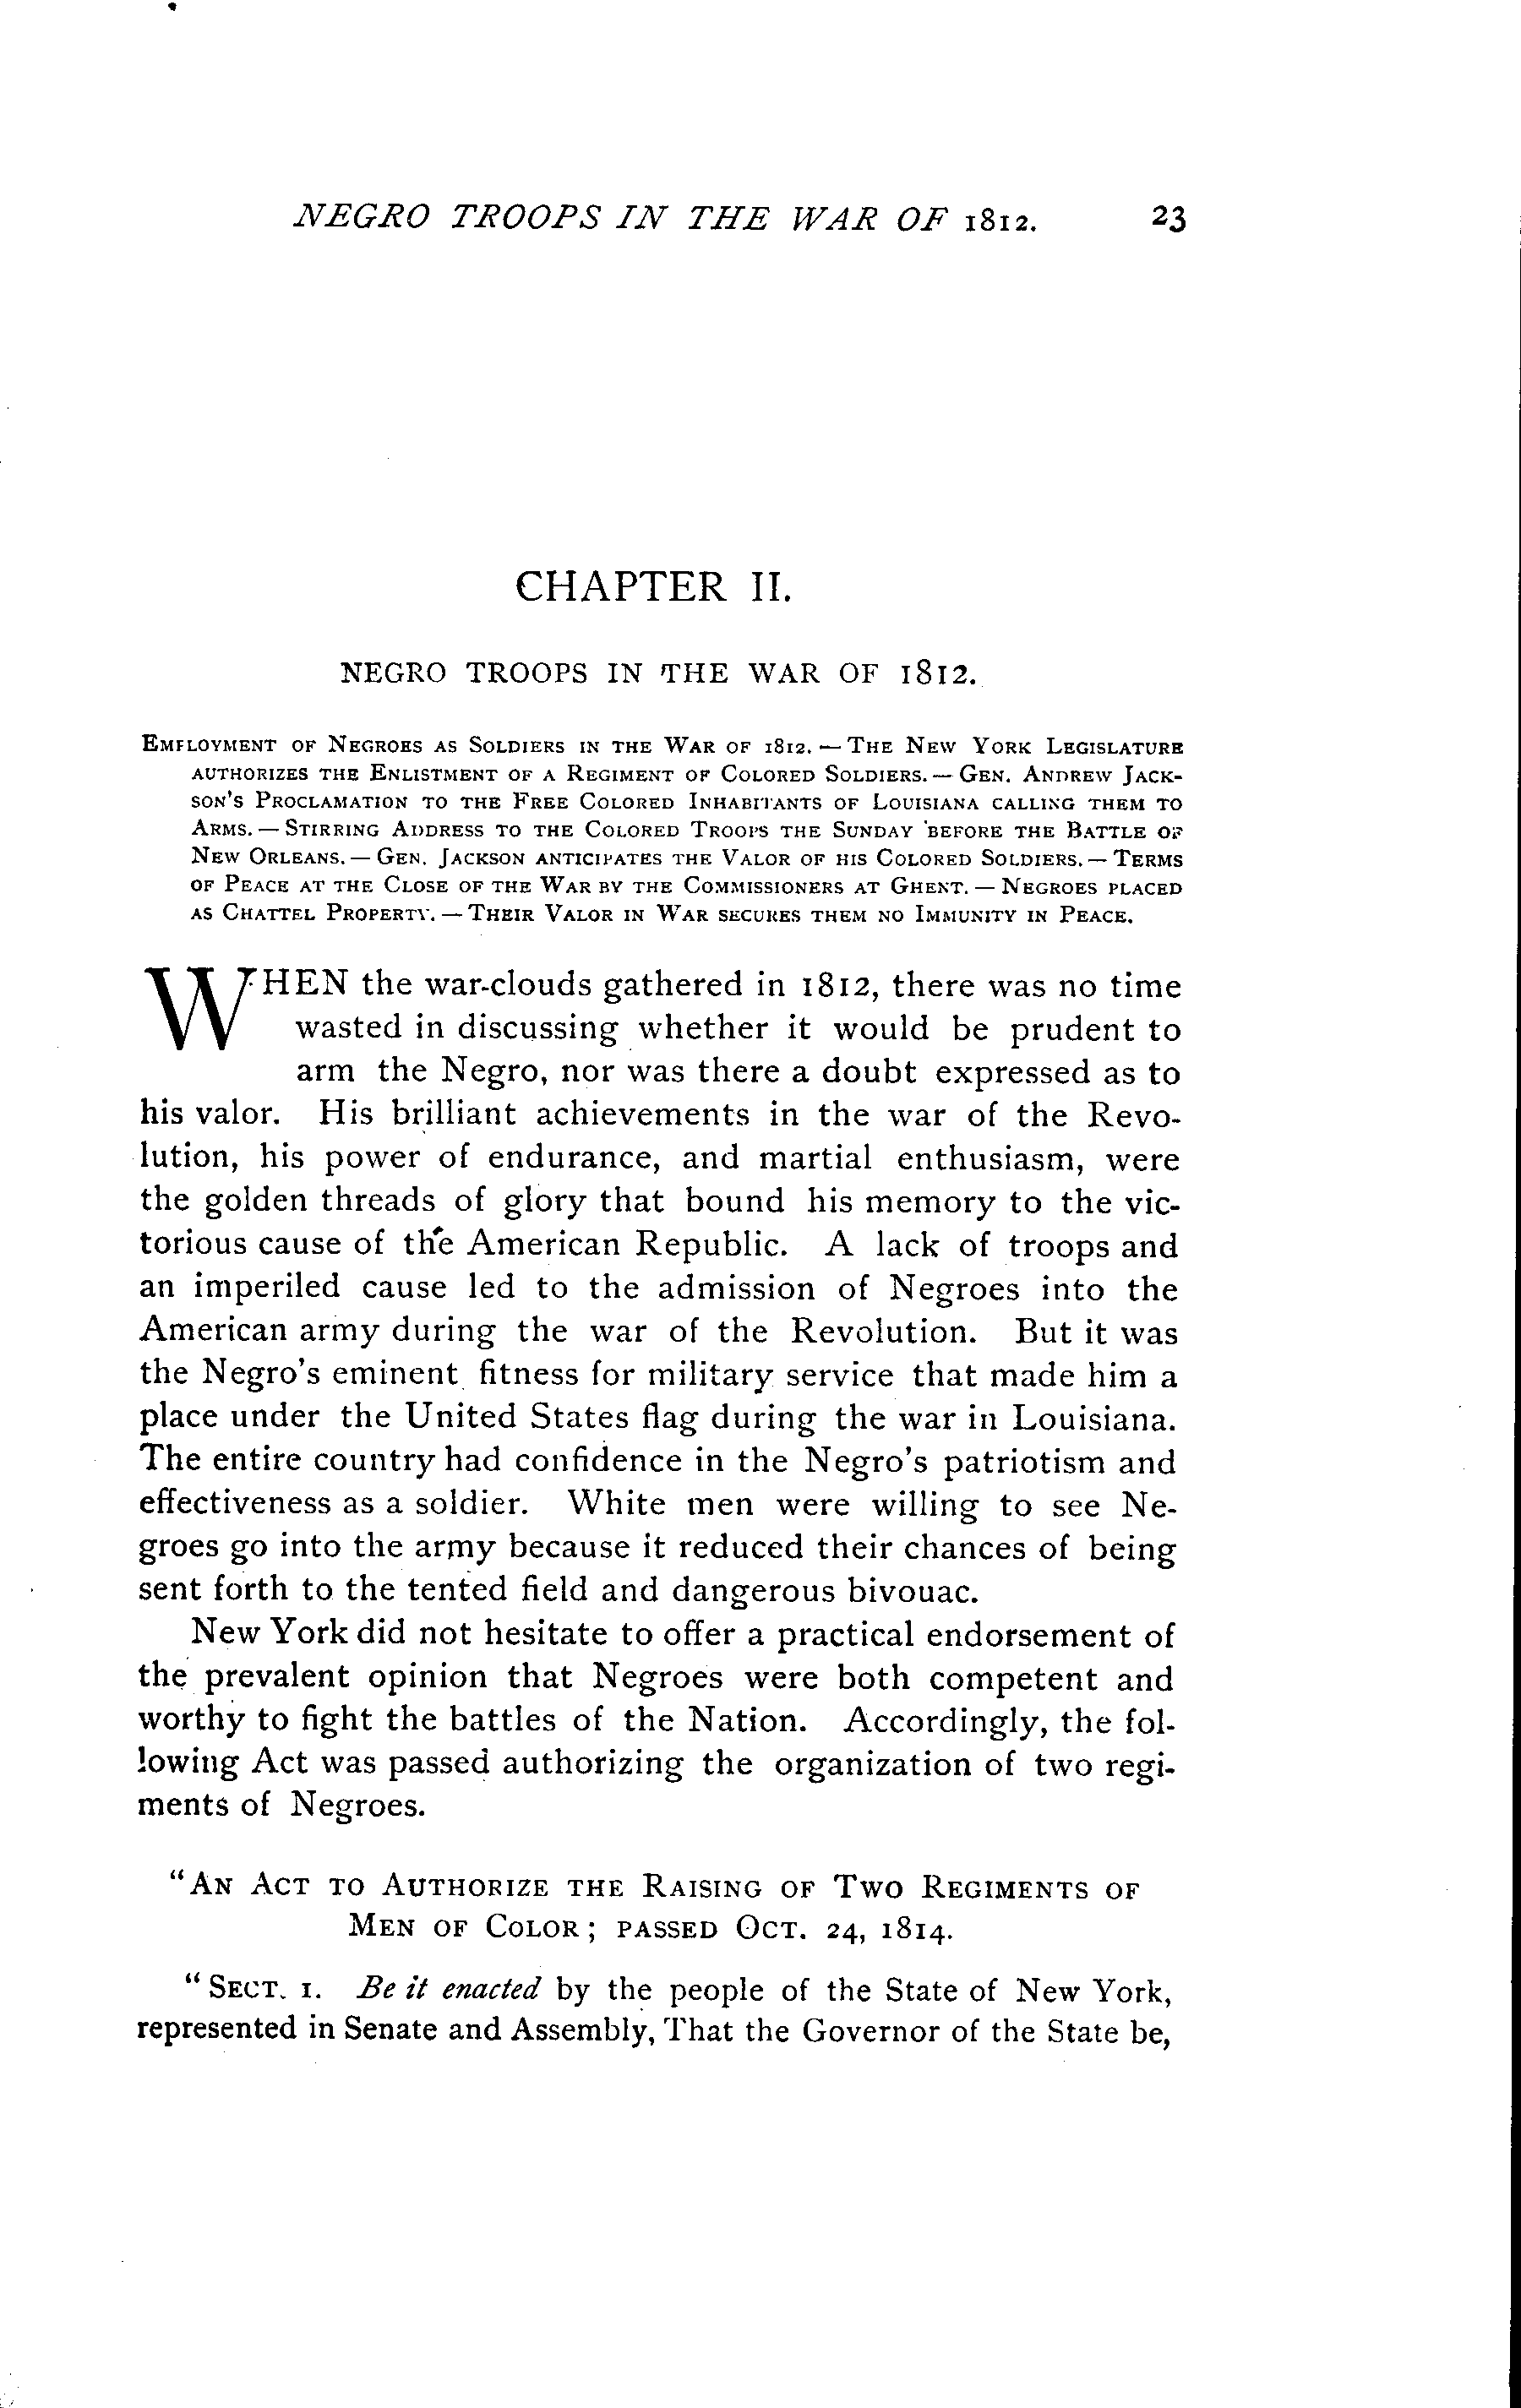 NEGRO TROOPS IN THE WAR OF 1812. 23
CHAPTER II.
NEGRO TROOPS IN THE WAR OF 1812.
EMPLOYMENT OF NEGROES AS SOLDIERS IN THE WAR OF 1812. — THE NEW YORK LEGISLATURE
AUTHORIZES THE ENLISTMENT OF A REGIMENT OF COLORED SOLDIERS. — GEN. ANDREW JACK-
SON'S PROCLAMATION TO THE FREE COLORED INHABITANTS OF LOUISIANA CALLING THEM TO
ARMS. — STIRRING ADDRESS TO THE COLORED TROOPS THE SUNDAY BEFORE THE BATTLE OF
NEW ORLEANS. — GEN. JACKSON ANTICIPATES THE VALOR OF HIS COLORED SOLDIERS. — TERMS
OF PEACE AT THE CLOSE OF THE WAR BY THE COMMISSIONERS AT GHENT. — NEGROES PLACED
AS CHATTEL PROPERTY. — THEIR VALOR IN WAR SECURES THEM NO IMMUNITY IN PEACE.
WHEN the war-clouds gathered in 1812, there was no time
wasted in discussing whether it would be prudent to
arm the Negro, nor was there a doubt expressed as to
his valor. His brilliant achievements in the war of the Revo-
lution, his power of endurance, and martial enthusiasm, were
the golden threads of glory that bound his memory to the vic-
torious cause of the American Republic. A lack of troops and
an imperiled cause led to the admission of Negroes into the
American army during the war of the Revolution. But it was
the Negro's eminent fitness for military service that made him a
place under the United States flag during the war in Louisiana.
The entire country had confidence in the Negro's patriotism and
effectiveness as a soldier. White men were willing to see Ne-
groes go into the army because it reduced their chances of being
sent forth to the tented field and dangerous bivouac.
New York did not hesitate to offer a practical endorsement of
the prevalent opinion that Negroes were both competent and
worthy to fight the battles of the Nation. Accordingly, the fol-
lowing Act was passed authorizing the organization of two regi-
ments of Negroes.
"AN ACT TO AUTHORIZE THE RAISING OF TWO REGIMENTS OF
MEN OF COLOR; PASSED OCT. 24, 1814.
"SECT. 1. Be it enacted by the people of the State of New York,
represented in Senate and Assembly, That the Governor of the State be,